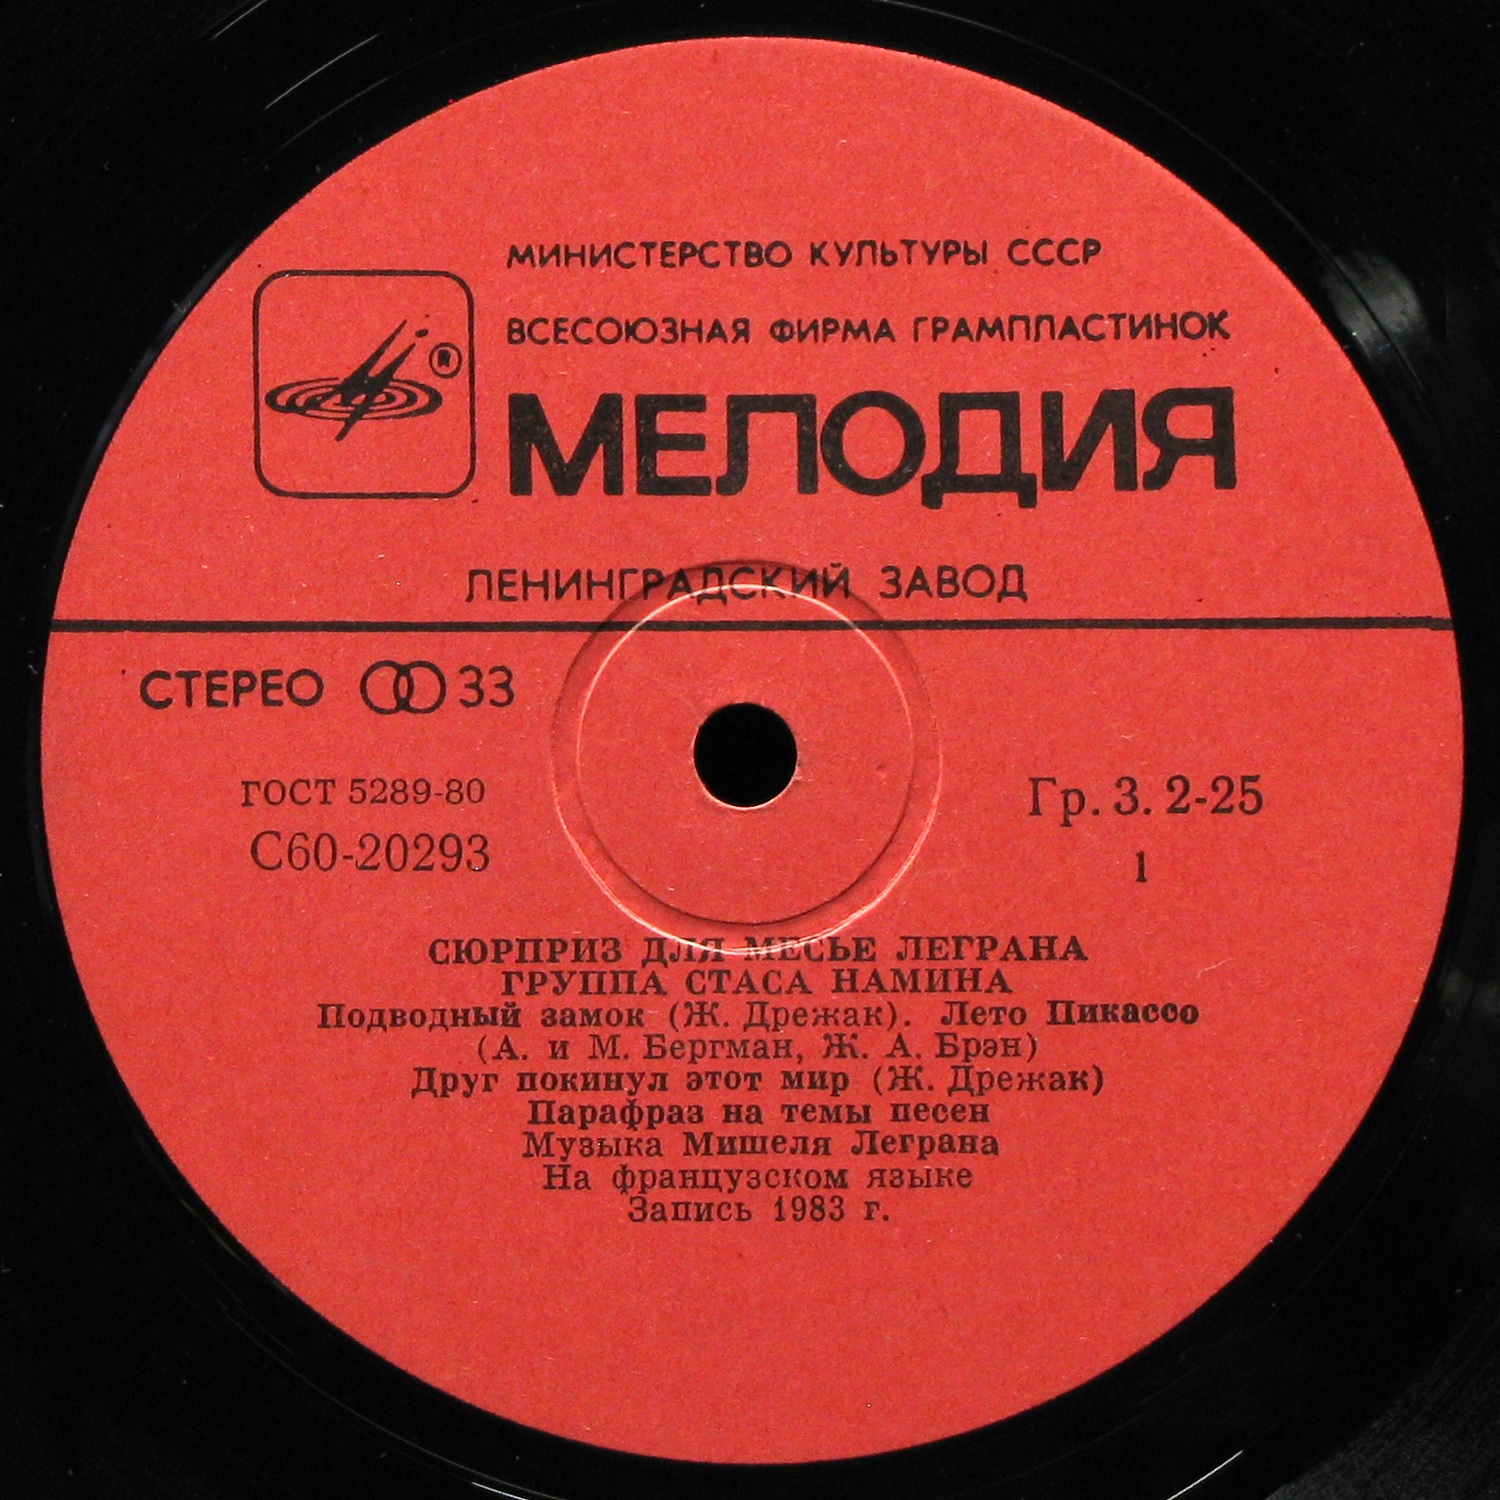 МИНИСТЕРСТВО КУЛЬТУРЫ СССР
ВСЕСОЮЗНАЯ ФИРМА ГРАМПЛАСТИНОК
®
МЕЛОДИЯ
ЛЕНИНГРАДСКИЙ ЗАВОД
СТЕРЕО 33
ГОСТ 5289-80
С60-20293
Гр. 3. 2-25
1
СЮРПРИЗ ДЛЯ МЕСЬЕ ЛЕГРАНА
ГРУППА СТАСА НАМИНА
Подводный замок (Ж. Дрежак). Лето Пикассо
(А. и М. Бергман, Ж. А. Брэн)
Друг покинул этот мир (Ж. Дрежак)
Парафраз на темы песен
Музыка Мишеля Леграна
На французском языке
Запись 1983 г.